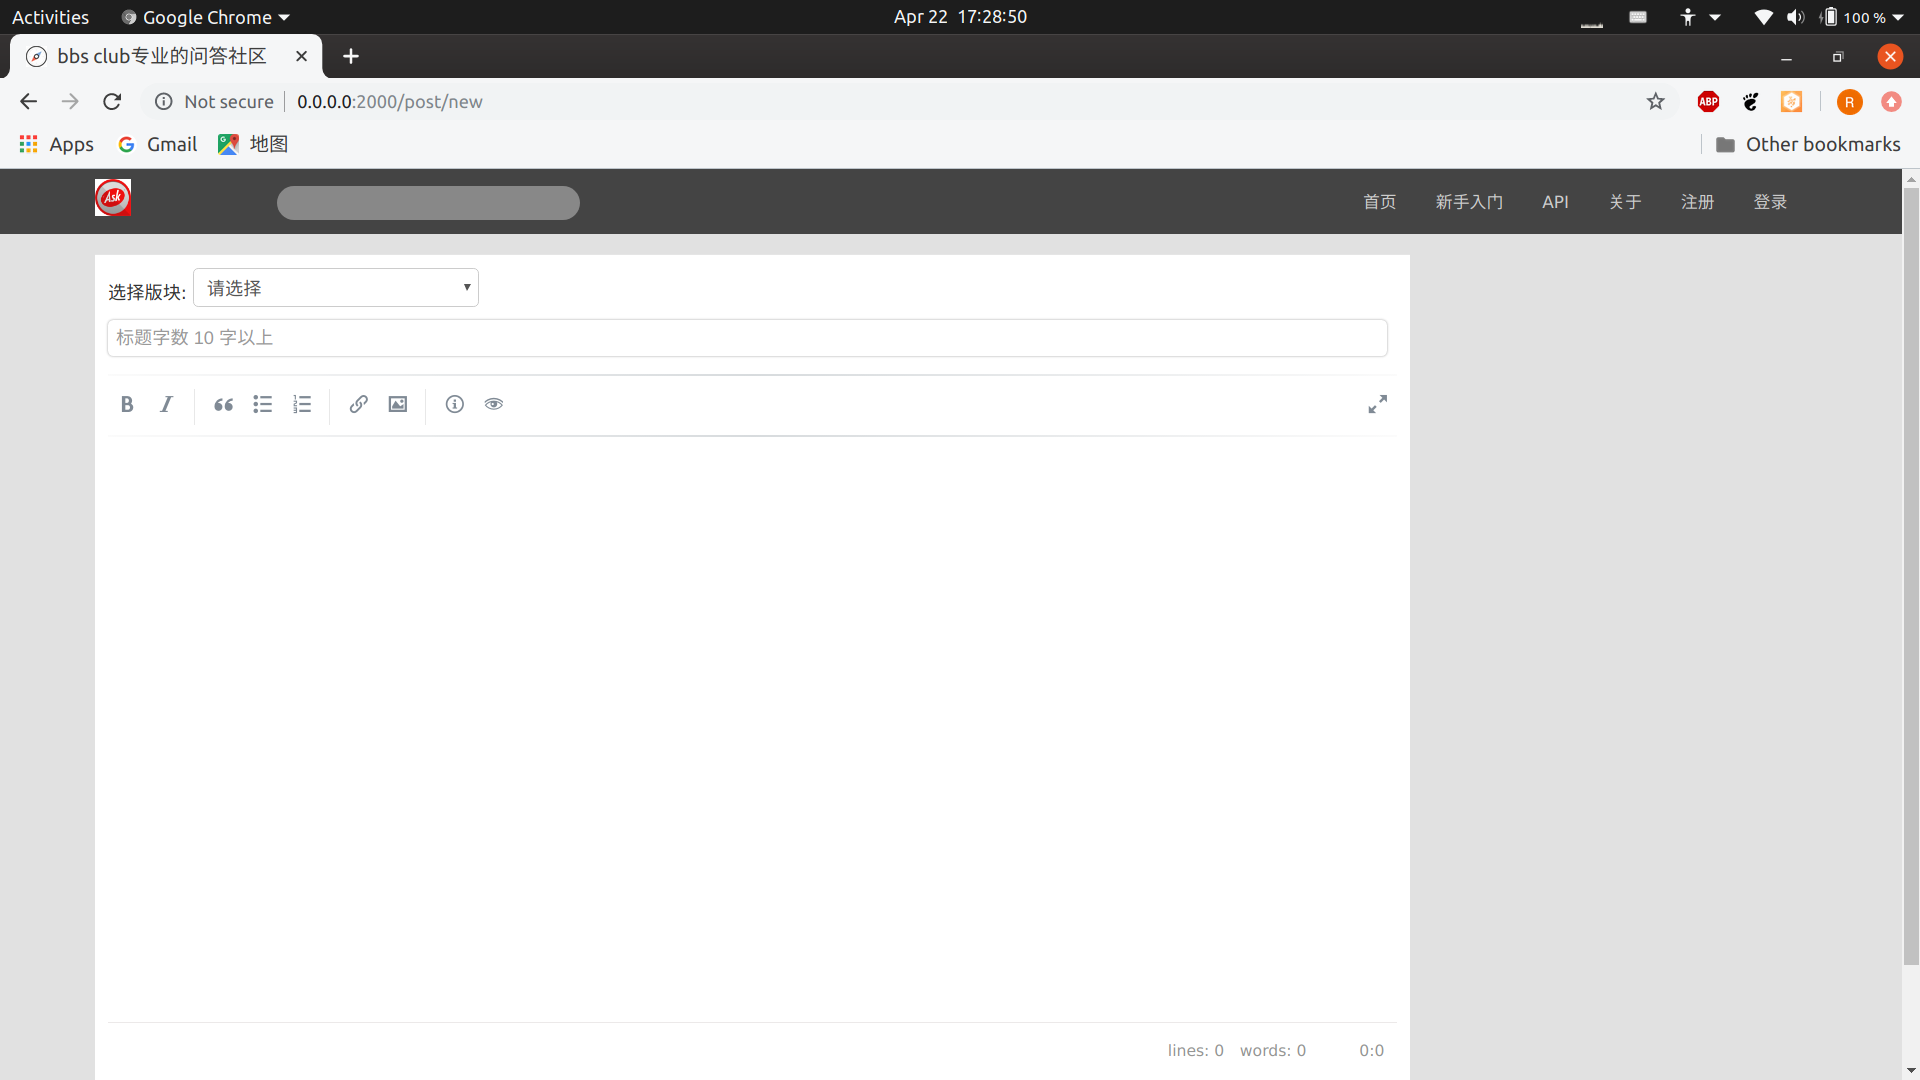 Activities
Google Chrome
Apr 22 17:28:50
100 %
bbs club专业的问答社区
Not secure
0.0.0.0:2000/post/new
ABP
R
Apps
Gmail
地图
Other bookmarks
Ask
首页 新手入门 API 关于 注册 登录
选择版块: 请选择
标题字数 10 字以上
B I
lines: 0 words: 0 0:0